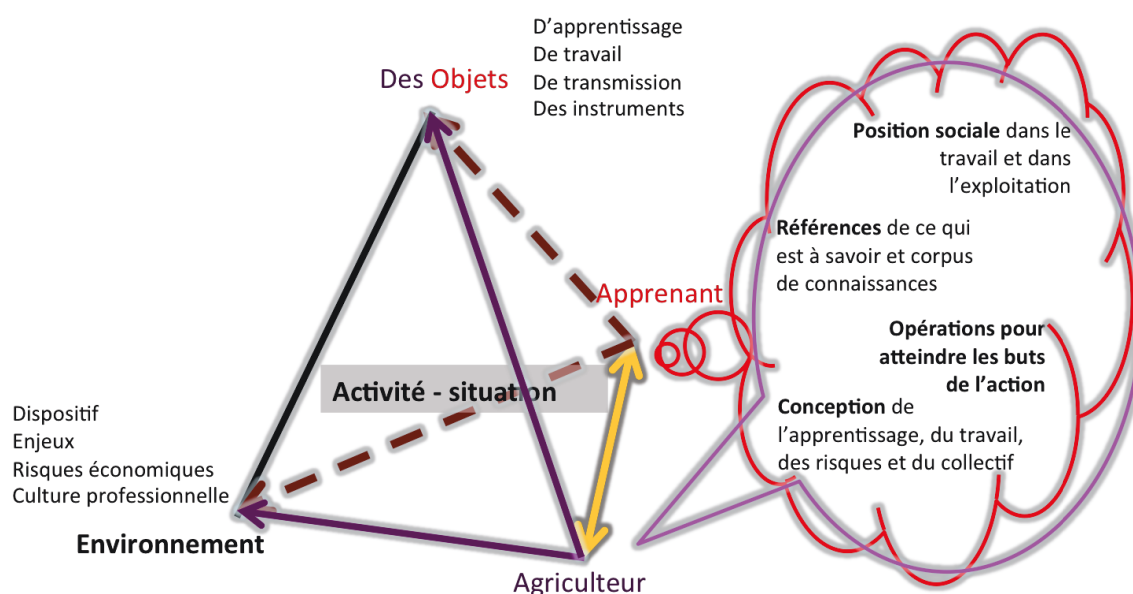 D’apprentissage
De travail
De transmission
Des instruments
Des Objets
Position sociale dans le
travail et dans
l’exploitation
Références de ce qui
est à savoir et corpus
de connaissances
Apprenant
Opérations pour
atteindre les buts
de l’action
Activité - situation
Conception de
l’apprentissage, du travail,
des risques et du collectif
Dispositif
Enjeux
Risques économiques
Culture professionnelle
Environnement
Agriculteur